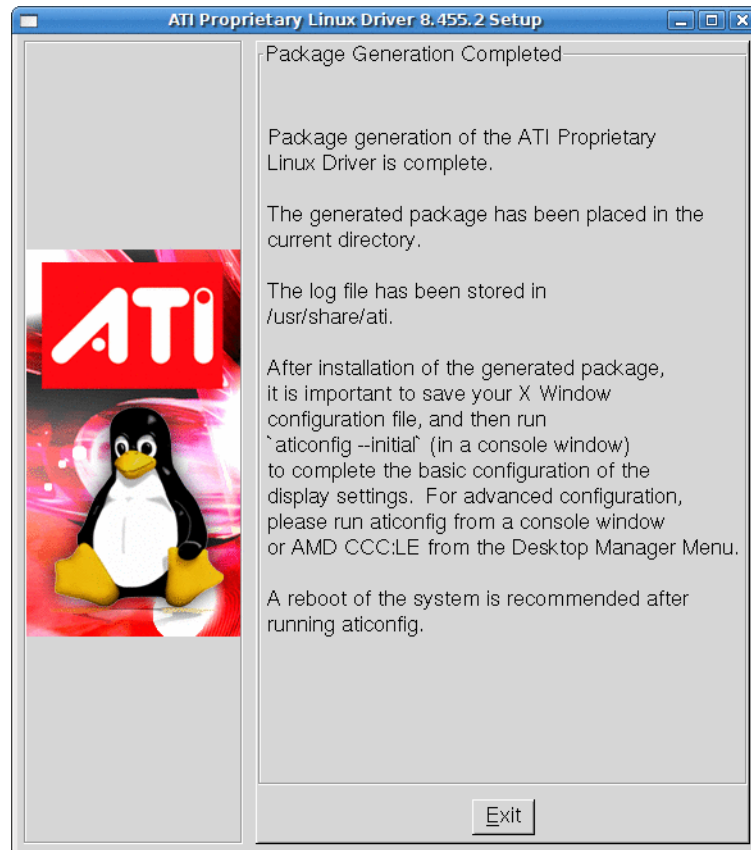 ATI Proprietary Linux Driver 8.455.2 Setup
Package Generation Completed
Package generation of the ATI Proprietary
Linux Driver is complete.
The generated package has been placed in the
current directory.
The log file has been stored in
/usr/share/ati.
After installation of the generated package,
it is important to save your X Window
configuration file, and then run
`aticonfig --initial` (in a console window)
to complete the basic configuration of the
display settings.  For advanced configuration,
please run aticonfig from a console window
or AMD CCC:LE from the Desktop Manager Menu.
A reboot of the system is recommended after
running aticonfig.
ATI
Exit